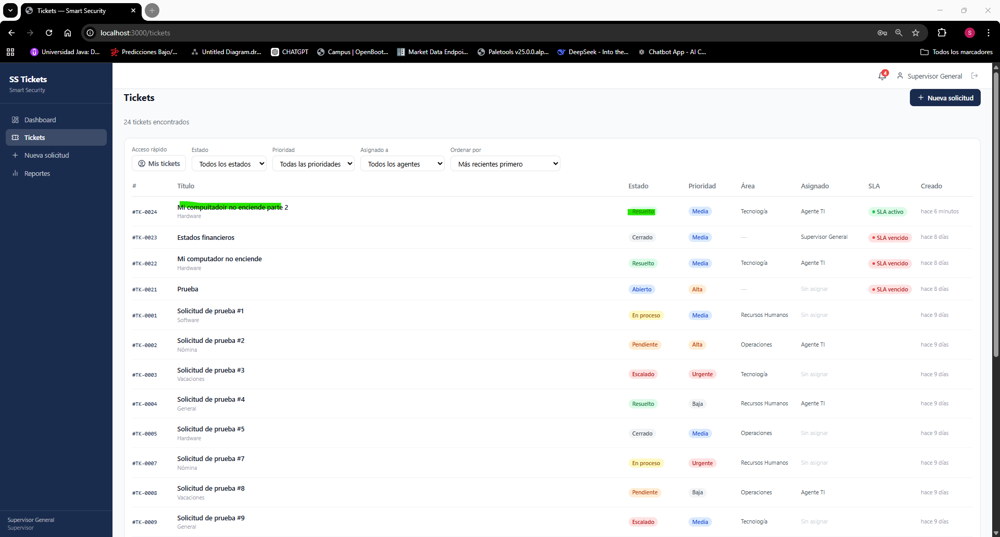 Tickets — Smart Security
localhost:3000/tickets
Universidad Java: D...
Predicciones Bajo/...
Untitled Diagram.dr...
CHATGPT
Campus | OpenBoot...
Market Data Endpoi...
Paletools v25.0.0.alp...
DeepSeek - Into the...
Chatbot App - AI C...
Todos los marcadores
S
SS Tickets
Smart Security
Dashboard
Tickets
Nueva solicitud
Reportes
Supervisor General
Supervisor
4
Supervisor General
Tickets
+ Nueva solicitud
24 tickets encontrados
Acceso rápido Estado Prioridad Asignado a Ordenar por
Mis tickets Todos los estados Todas las prioridades Todos los agentes Más recientes primero
# Título Estado Prioridad Área Asignado SLA Creado
#TK-0024 Mi compuitadoir no enciende parte 2 Resuelto Media Tecnología Agente TI SLA activo hace 6 minutos
Hardware
#TK-0023 Estados financieros Cerrado Media — Supervisor General SLA vencido hace 8 días
#TK-0022 Mi computador no enciende Resuelto Media Tecnología Agente TI SLA vencido hace 8 días
Hardware
#TK-0021 Prueba Abierto Alta — Sin asignar SLA vencido hace 8 días
#TK-0001 Solicitud de prueba #1 En proceso Media Recursos Humanos Sin asignar hace 9 días
Software
#TK-0002 Solicitud de prueba #2 Pendiente Alta Operaciones Agente TI hace 9 días
Nómina
#TK-0003 Solicitud de prueba #3 Escalado Urgente Tecnología Sin asignar hace 9 días
Vacaciones
#TK-0004 Solicitud de prueba #4 Resuelto Baja Recursos Humanos Agente TI hace 9 días
General
#TK-0005 Solicitud de prueba #5 Cerrado Media Operaciones Sin asignar hace 9 días
Hardware
#TK-0007 Solicitud de prueba #7 En proceso Urgente Recursos Humanos Sin asignar hace 9 días
Nómina
#TK-0008 Solicitud de prueba #8 Pendiente Baja Operaciones Agente TI hace 9 días
Vacaciones
#TK-0009 Solicitud de prueba #9 Escalado Media Tecnología Sin asignar hace 9 días
General